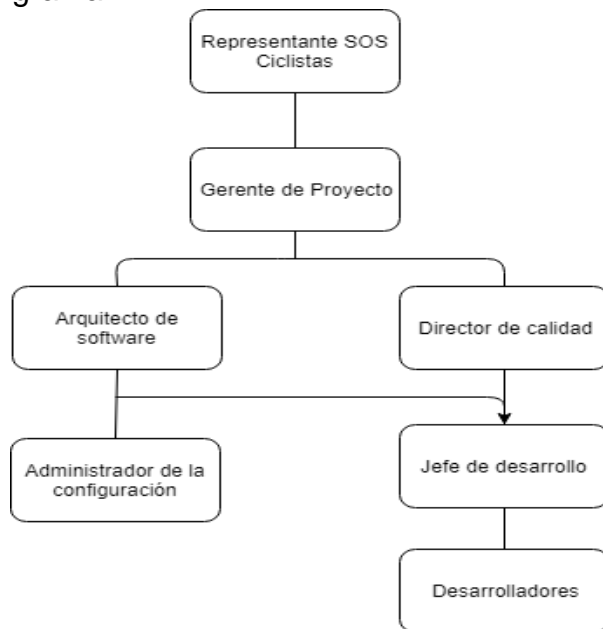 Representante SOS
Ciclistas
Gerente de Proyecto
Arquitecto de
software
Director de calidad
Administrador de la
configuración
Jefe de desarrollo
Desarrolladores